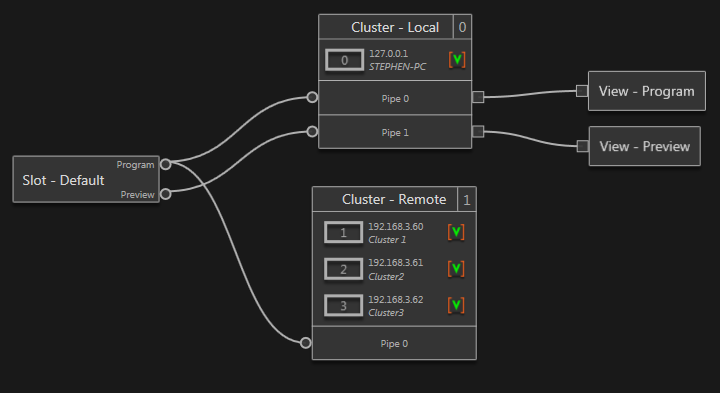 Cluster - Local 0
0 127.0.0.1 [V]
STEPHEN-PC
Pipe 0
Pipe 1
View - Program
View - Preview
Slot - Default
Program
Preview
Cluster - Remote 1
1 192.168.3.60 [V]
Cluster 1
2 192.168.3.61 [V]
Cluster2
3 192.168.3.62 [V]
Cluster3
Pipe 0